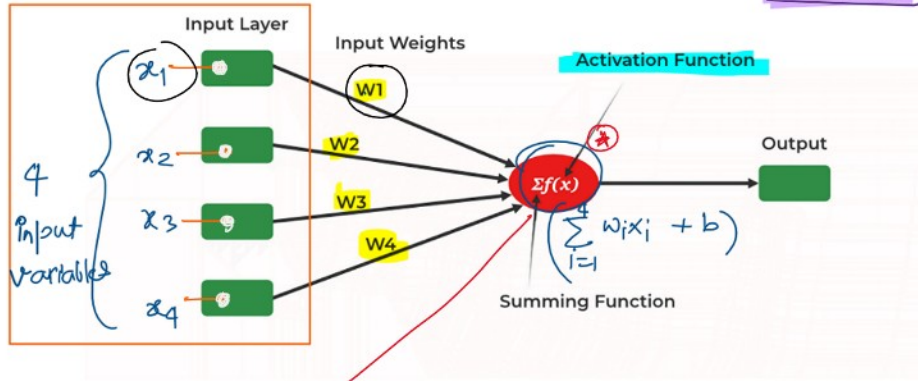 Input Layer
Input Weights
Activation Function
x1
W1
x2
W2
Output
4
input
variables
x3
W3
Σf(x)
W4
(4∑i=1 wixi + b)
x4
Summing Function